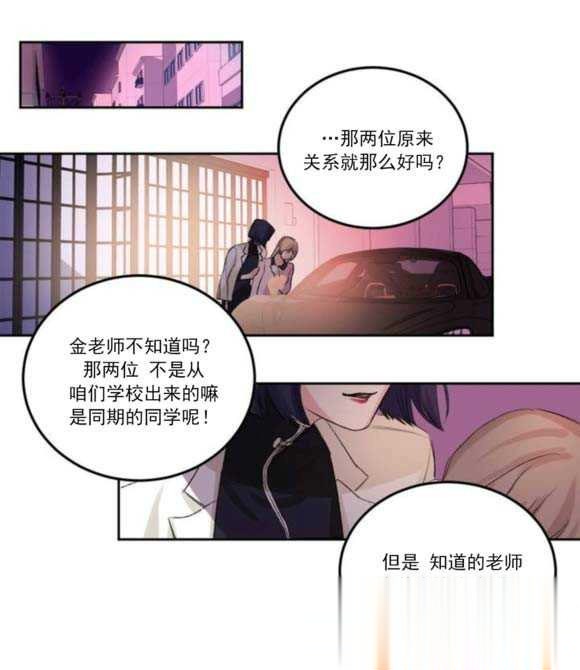 …那两位原来
关系就那么好吗？
金老师不知道吗？
那两位 不是从
咱们学校出来的嘛
是同期的同学呢！
但是 知道的老师